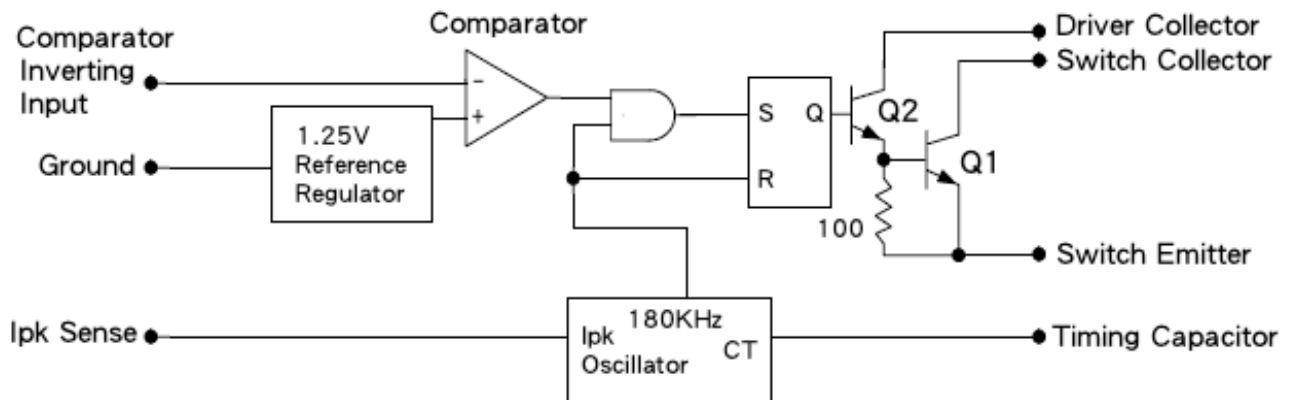 Comparator
Inverting
Input
Comparator
Driver Collector
Switch Collector
-
+
S
Q
Q2
1.25V
Reference
Regulator
Ground
R
Q1
100
Switch Emitter
Ipk Sense
180KHz
Ipk
CT
Oscillator
Timing Capacitor